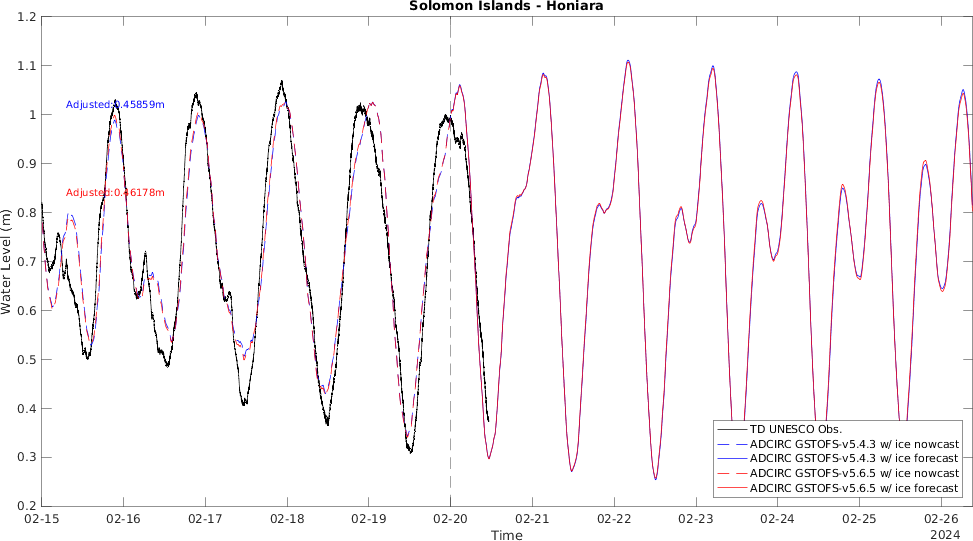 Solomon Islands - Honiara
1.2
1.1
1
0.9
0.8
0.7
0.6
0.5
0.4
0.3
0.2
Water Level (m)
Adjusted:0.45859m
Adjusted:0.46178m
TD UNESCO Obs.
ADCIRC GSTOFS-v5.4.3 w/ ice nowcast
ADCIRC GSTOFS-v5.4.3 w/ ice forecast
ADCIRC GSTOFS-v5.6.5 w/ ice nowcast
ADCIRC GSTOFS-v5.6.5 w/ ice forecast
02-15 02-16 02-17 02-18 02-19 02-20 02-21 02-22 02-23 02-24 02-25 02-26
Time
2024